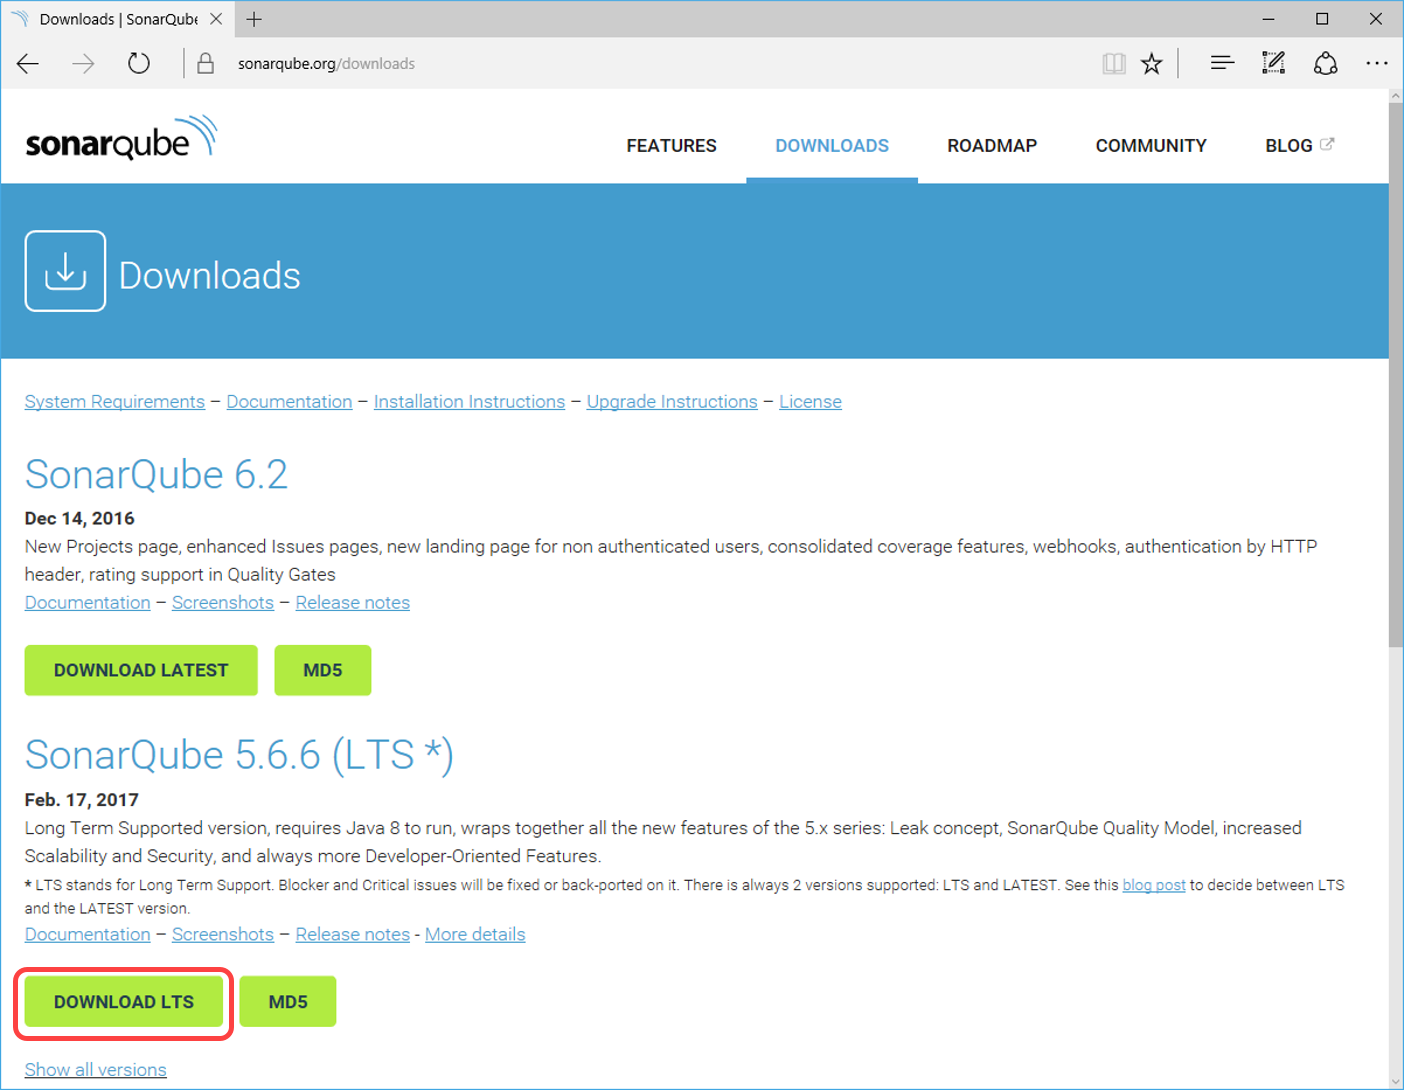 Downloads | SonarQube
sonarqube.org/downloads
sonarqube
FEATURES
DOWNLOADS
ROADMAP
COMMUNITY
BLOG
Downloads
System Requirements – Documentation – Installation Instructions – Upgrade Instructions – License
SonarQube 6.2
Dec 14, 2016
New Projects page, enhanced Issues pages, new landing page for non authenticated users, consolidated coverage features, webhooks, authentication by HTTP
header, rating support in Quality Gates
Documentation – Screenshots – Release notes
DOWNLOAD LATEST
MD5
SonarQube 5.6.6 (LTS *)
Feb. 17, 2017
Long Term Supported version, requires Java 8 to run, wraps together all the new features of the 5.x series: Leak concept, SonarQube Quality Model, increased
Scalability and Security, and always more Developer-Oriented Features.
* LTS stands for Long Term Support. Blocker and Critical issues will be fixed or back-ported on it. There is always 2 versions supported: LTS and LATEST. See this blog post to decide between LTS
and the LATEST version.
Documentation – Screenshots – Release notes - More details
DOWNLOAD LTS
MD5
Show all versions